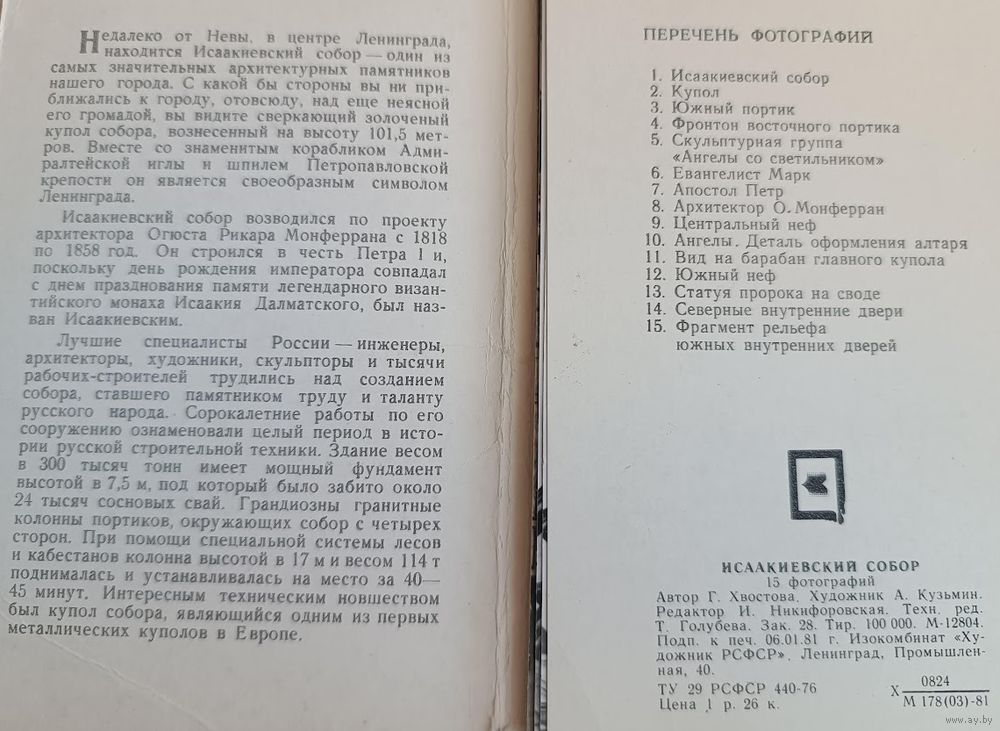 Недалеко от Невы, в центре Ленинграда,
находится Исаакиевский собор — один из
самых значительных архитектурных памятников
нашего города. С какой бы стороны вы ни при-
ближались к городу, отовсюду, над еще неясной
его громадой, вы видите сверкающий золоченый
купол собора, вознесенный на высоту 101,5 мет-
ров. Вместе со знаменитым корабликом Адми-
ралтейской иглы и шпилем Петропавловской
крепости он является своеобразным символом
Ленинграда.
Исаакиевский собор возводился по проекту
архитектора Огюста Рикара Монферрана с 1818
по 1858 год. Он строился в честь Петра I и,
поскольку день рождения императора совпадал
с днем празднования памяти легендарного визан-
тийского монаха Исаакия Далматского, был наз-
ван Исаакиевским.
Лучшие специалисты России — инженеры,
архитекторы, художники, скульпторы и тысячи
рабочих-строителей трудились над созданием
собора, ставшего памятником труду и таланту
русского народа. Сорокалетние работы по его
сооружению ознаменовали целый период в исто-
рии русской строительной техники. Здание весом
в 300 тысяч тонн имеет мощный фундамент
высотой в 7,5 м, под который было забито около
24 тысяч сосновых свай. Грандиозны гранитные
колонны портиков, окружающих собор с четырех
сторон. При помощи специальной системы лесов
и кабестанов колонна высотой в 17 м и весом 114 т
поднималась и устанавливалась на место за 40—
45 минут. Интересным техническим новшеством
был купол собора, являющийся одним из первых
металлических куполов в Европе.
ПЕРЕЧЕНЬ ФОТОГРАФИЙ
1. Исаакиевский собор
2. Купол
3. Южный портик
4. Фронтон восточного портика
5. Скульптурная группа
«Ангелы со светильником»
6. Евангелист Марк
7. Апостол Петр
8. Архитектор О. Монферран
9. Центральный неф
10. Ангелы. Деталь оформления алтаря
11. Вид на барабан главного купола
12. Южный неф
13. Статуя пророка на своде
14. Северные внутренние двери
15. Фрагмент рельефа
южных внутренних дверей
ИСААКИЕВСКИЙ СОБОР
15 фотографий
Автор Г. Хвостова. Художник А. Кузьмин.
Редактор И. Никифоровская. Техн. ред.
Т. Голубева. Зак. 28. Тир. 100 000. М-12804.
Подп. к печ. 06.01.81 г. Изокомбинат «Ху-
дожник РСФСР». Ленинград, Промышлен-
ная, 40.
ТУ 29 РСФСР 440-76
Цена 1 р. 26 к.
Х 0824
М 178(03)-81
www.ay.by